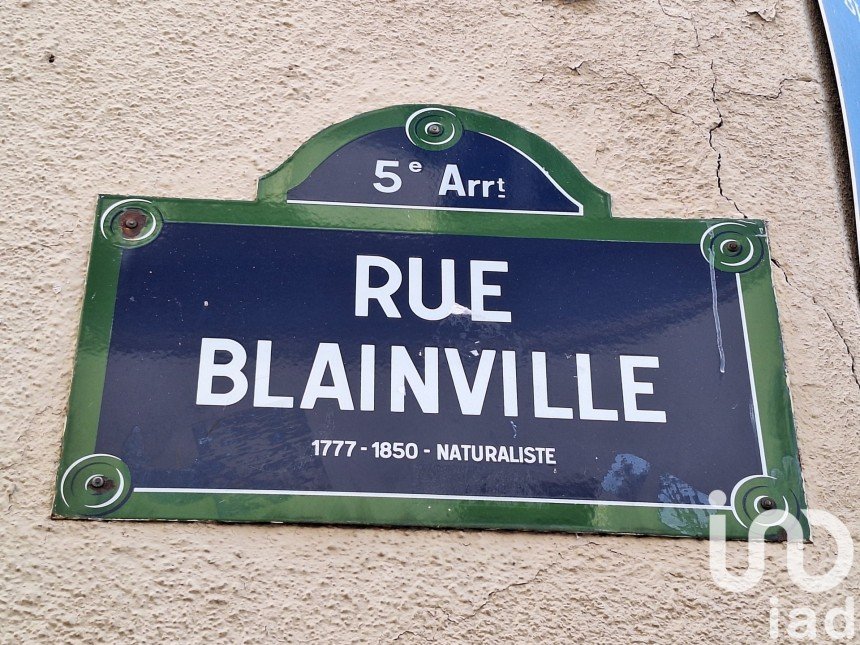 5e Arrt
RUE
BLAINVILLE
1777 - 1850 - NATURALISTE
iad